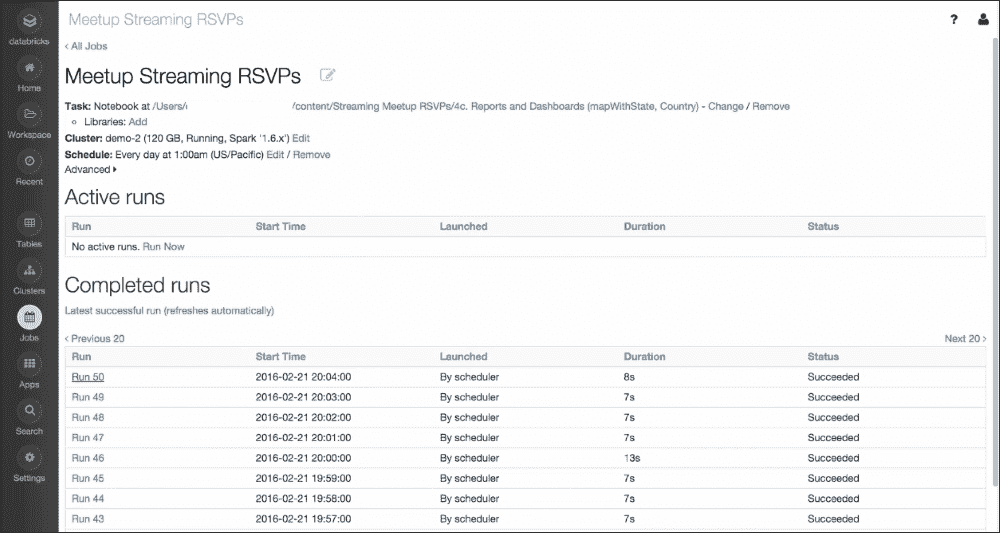 Meetup Streaming RSVPs
?
databricks
Home
Workspace
Recent
Tables
Clusters
Jobs
Apps
Search
Settings
‹ All Jobs
Meetup Streaming RSVPs
Task: Notebook at /Users/ /content/Streaming Meetup RSVPs/4c. Reports and Dashboards (mapWithState, Country) - Change / Remove
Libraries: Add
Cluster: demo-2 (120 GB, Running, Spark '1.6.x') Edit
Schedule: Every day at 1:00am (US/Pacific) Edit / Remove
Advanced
Active runs
Run Start Time Launched Duration Status
No active runs. Run Now
Completed runs
Latest successful run (refreshes automatically)
‹ Previous 20 Next 20 ›
Run Start Time Launched Duration Status
Run 50 2016-02-21 20:04:00 By scheduler 8s Succeeded
Run 49 2016-02-21 20:03:00 By scheduler 7s Succeeded
Run 48 2016-02-21 20:02:00 By scheduler 7s Succeeded
Run 47 2016-02-21 20:01:00 By scheduler 7s Succeeded
Run 46 2016-02-21 20:00:00 By scheduler 13s Succeeded
Run 45 2016-02-21 19:59:00 By scheduler 7s Succeeded
Run 44 2016-02-21 19:58:00 By scheduler 7s Succeeded
Run 43 2016-02-21 19:57:00 By scheduler 7s Succeeded